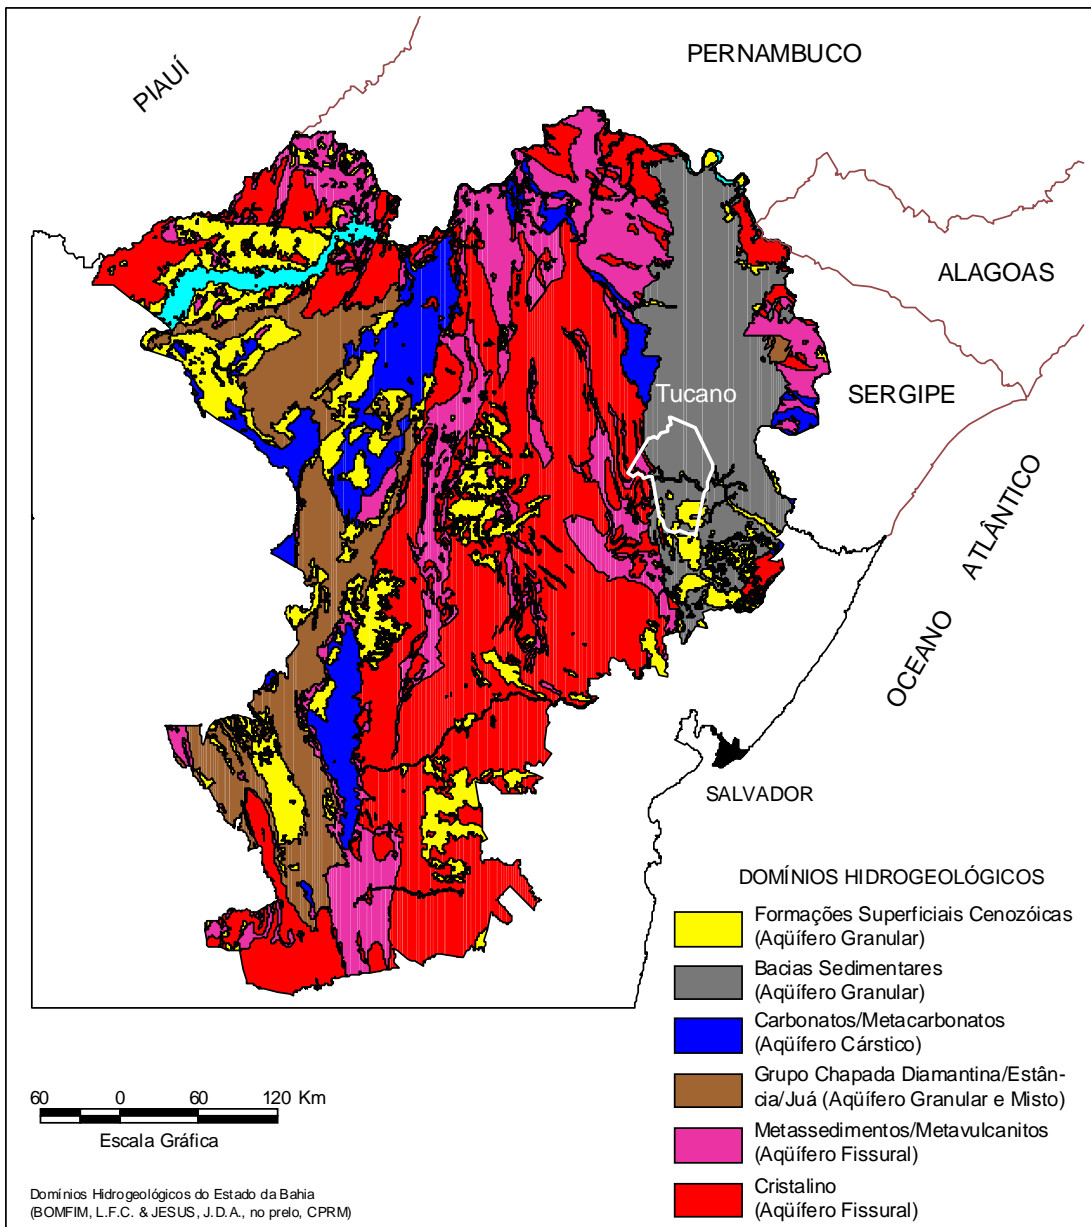 PIAUÍ
PERNAMBUCO
ALAGOAS
SERGIPE
Tucano
OCEANO ATLÂNTICO
SALVADOR
DOMÍNIOS HIDROGEOLÓGICOS
Formações Superficiais Cenozóicas
(Aqüífero Granular)
Bacias Sedimentares
(Aqüífero Granular)
Carbonatos/Metacarbonatos
(Aqüífero Cárstico)
Grupo Chapada Diamantina/Estân-
cia/Juá (Aqüífero Granular e Misto)
Metassedimentos/Metavulcanitos
(Aqüífero Fissural)
Cristalino
(Aqüífero Fissural)
60 0 60 120 Km
Escala Gráfica
Domínios Hidrogeológicos do Estado da Bahia
(BOMFIM, L.F.C. & JESUS, J.D.A., no prelo, CPRM)